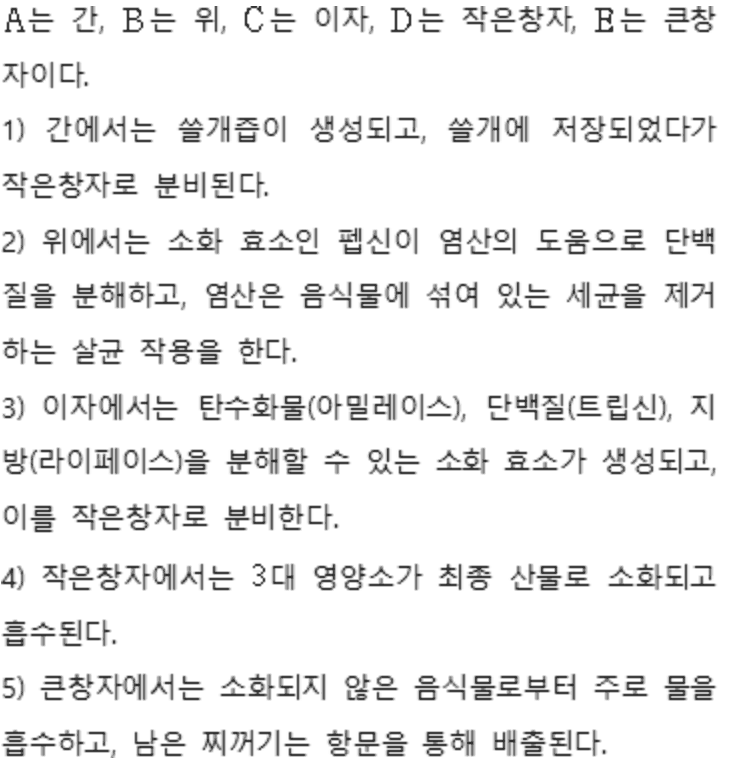 A는 간, B는 위, C는 이자, D는 작은창자, E는 큰창
자이다.
1) 간에서는 쓸개즙이 생성되고, 쓸개에 저장되었다가
작은창자로 분비된다.
2) 위에서는 소화 효소인 펩신이 염산의 도움으로 단백
질을 분해하고, 염산은 음식물에 섞여 있는 세균을 제거
하는 살균 작용을 한다.
3) 이자에서는 탄수화물(아밀레이스), 단백질(트립신), 지
방(라이페이스)을 분해할 수 있는 소화 효소가 생성되고,
이를 작은창자로 분비한다.
4) 작은창자에서는 3대 영양소가 최종 산물로 소화되고
흡수된다.
5) 큰창자에서는 소화되지 않은 음식물로부터 주로 물을
흡수하고, 남은 찌꺼기는 항문을 통해 배출된다.